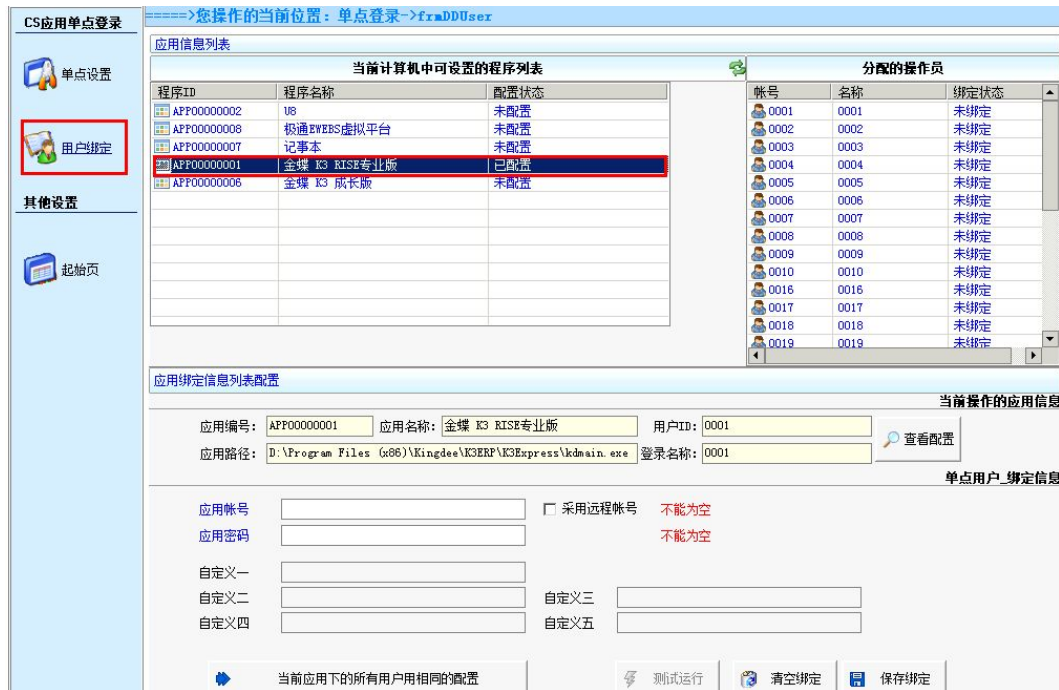 CS应用单点登录
单点设置
用户绑定
其他设置
起始页
=====>您操作的当前位置: 单点登录->frmDDUser
应用信息列表
当前计算机中可设置的程序列表
程序ID 程序名称 配置状态
APP00000002 U8 未配置
APP00000008 极通EWEBS虚拟平台 未配置
APP00000007 记事本 未配置
APP00000001 金蝶 K3 RISE专业版 已配置
APP00000006 金蝶 K3 成长版 未配置
分配的操作员
帐号 名称 绑定状态
0001 0001 未绑定
0002 0002 未绑定
0003 0003 未绑定
0004 0004 未绑定
0005 0005 未绑定
0006 0006 未绑定
0007 0007 未绑定
0008 0008 未绑定
0009 0009 未绑定
0010 0010 未绑定
0016 0016 未绑定
0017 0017 未绑定
0018 0018 未绑定
0019 0019 未绑定
应用绑定信息列表配置
当前操作的应用信息
应用编号: APP00000001 应用名称: 金蝶 K3 RISE专业版 用户ID: 0001
查看配置
应用路径: D:\Program Files (x86)\Kingdee\K3ERP\K3Express\kdmain.exe 登录名称: 0001
单点用户_绑定信息
应用帐号 采用远程帐号 不能为空
应用密码 不能为空
自定义一
自定义二 自定义三
自定义四 自定义五
当前应用下的所有用户用相同的配置 测试运行 清空绑定 保存绑定